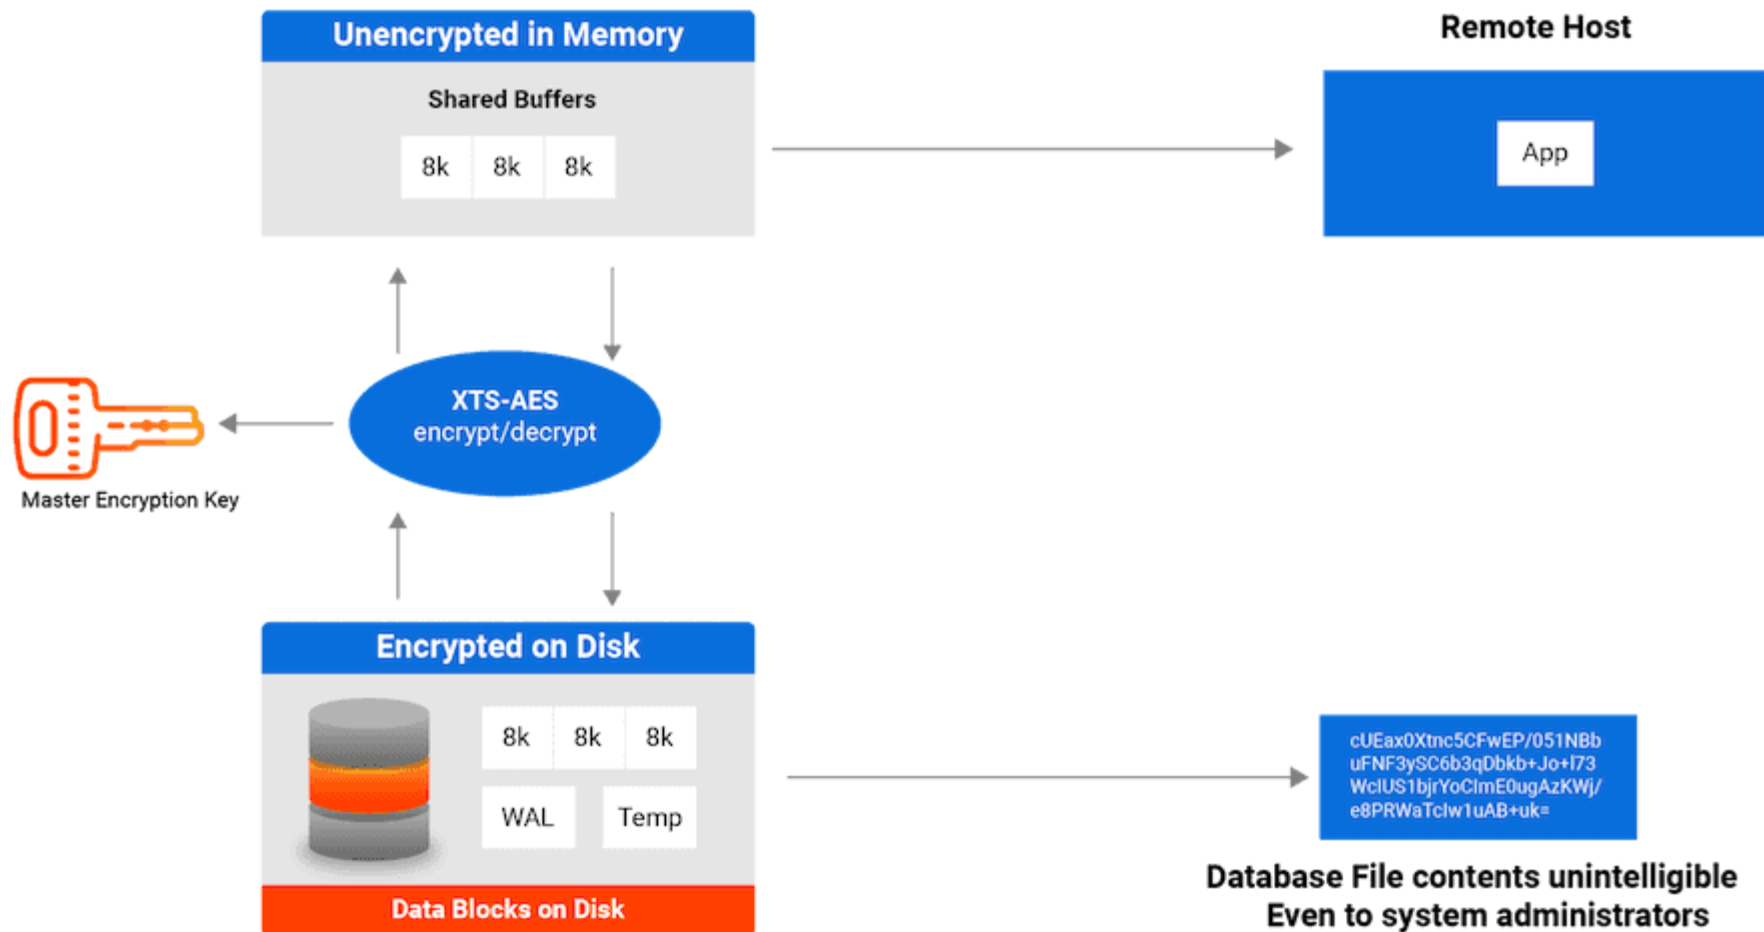 Unencrypted in Memory
Shared Buffers
8k 8k 8k
Remote Host
App
XTS-AES
encrypt/decrypt
Master Encryption Key
Encrypted on Disk
8k 8k 8k
WAL Temp
Data Blocks on Disk
cUEax0Xtnc5CFwEP/051NBb
uFNF3ySC6b3qDbkb+Jo+l73
WclUS1bjrYoCImE0ugAzKWj/
e8PRWaTcIw1uAB+uk=
Database File contents unintelligible
Even to system administrators